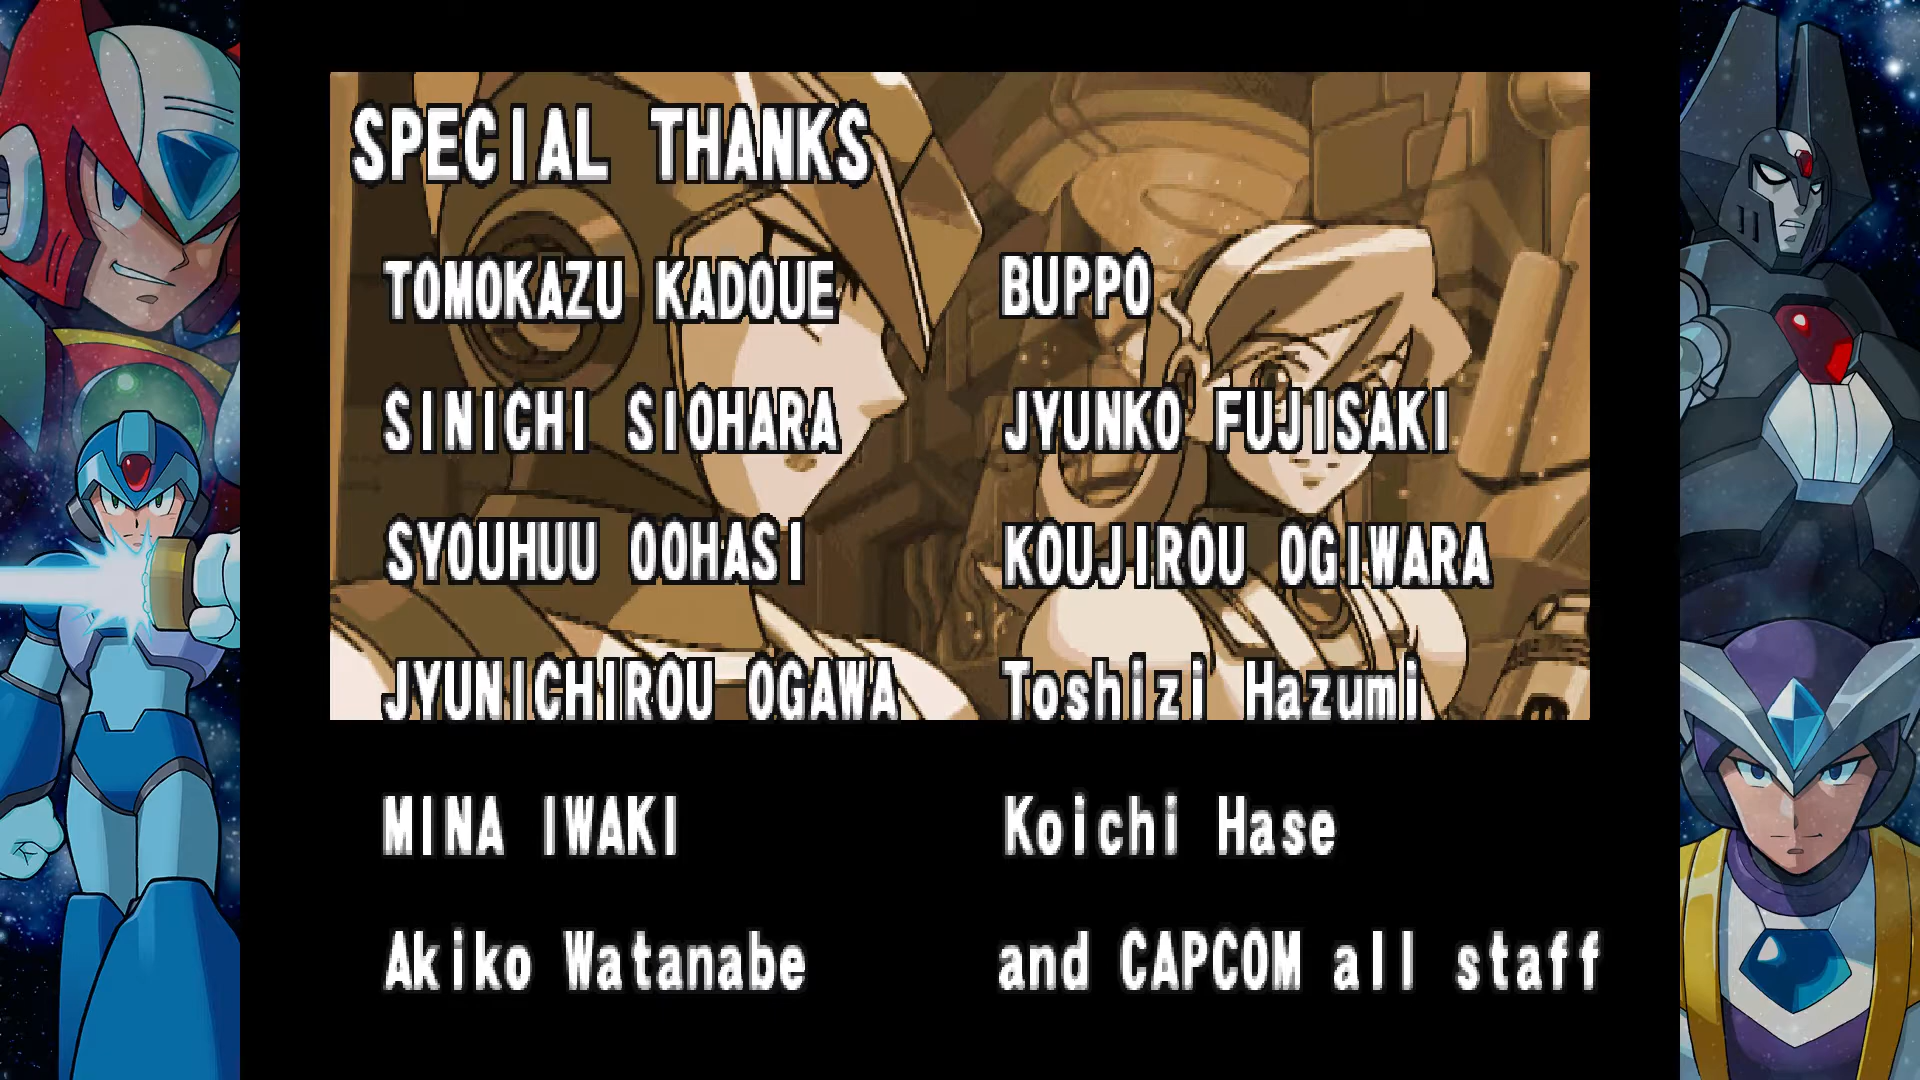 SPECIAL THANKS
TOMOKAZU KADOUE
BUPPO
SINICHI SIOHARA
JYUNKO FUJISAKI
SYOUHUU OOHASI
KOUJIROU OGIWARA
JYUNICHIROU OGAWA
Toshizi Hazumi
MINA IWAKI
Koichi Hase
Akiko Watanabe
and CAPCOM all staff